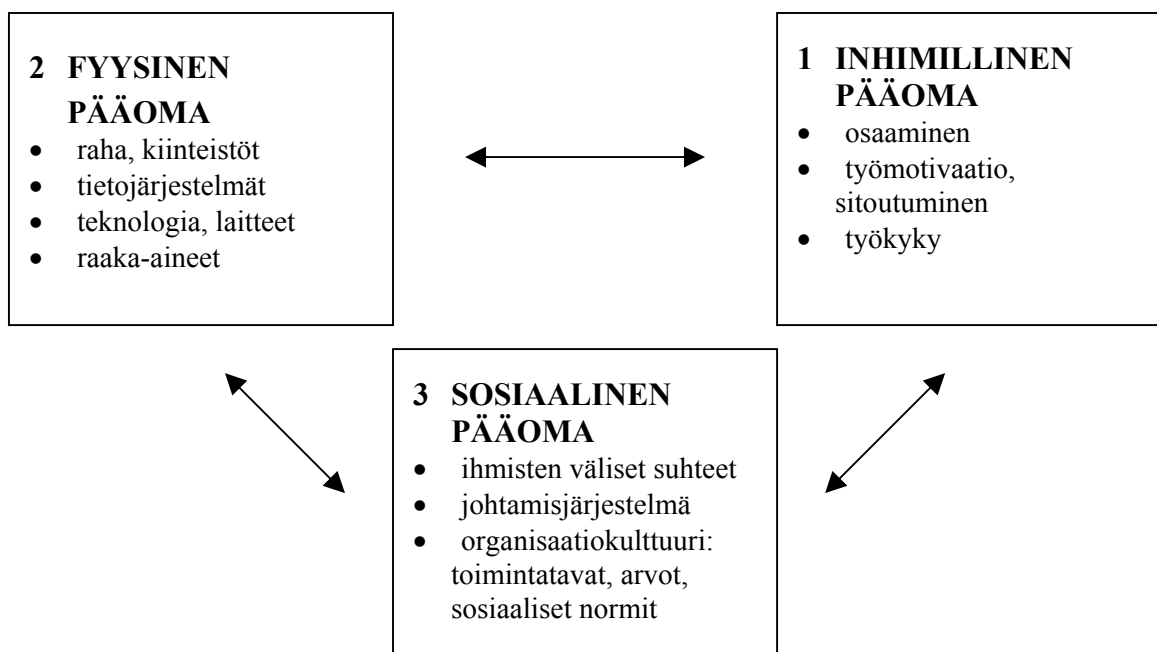 2 FYYSINEN
PÄÄOMA
• raha, kiinteistöt
• tietojärjestelmät
• teknologia, laitteet
• raaka-aineet
1 INHIMILLINEN
PÄÄOMA
• osaaminen
• työmotivaatio,
sitoutuminen
• työkyky
3 SOSIAALINEN
PÄÄOMA
• ihmisten väliset suhteet
• johtamisjärjestelmä
• organisaatiokulttuuri:
toimintatavat, arvot,
sosiaaliset normit